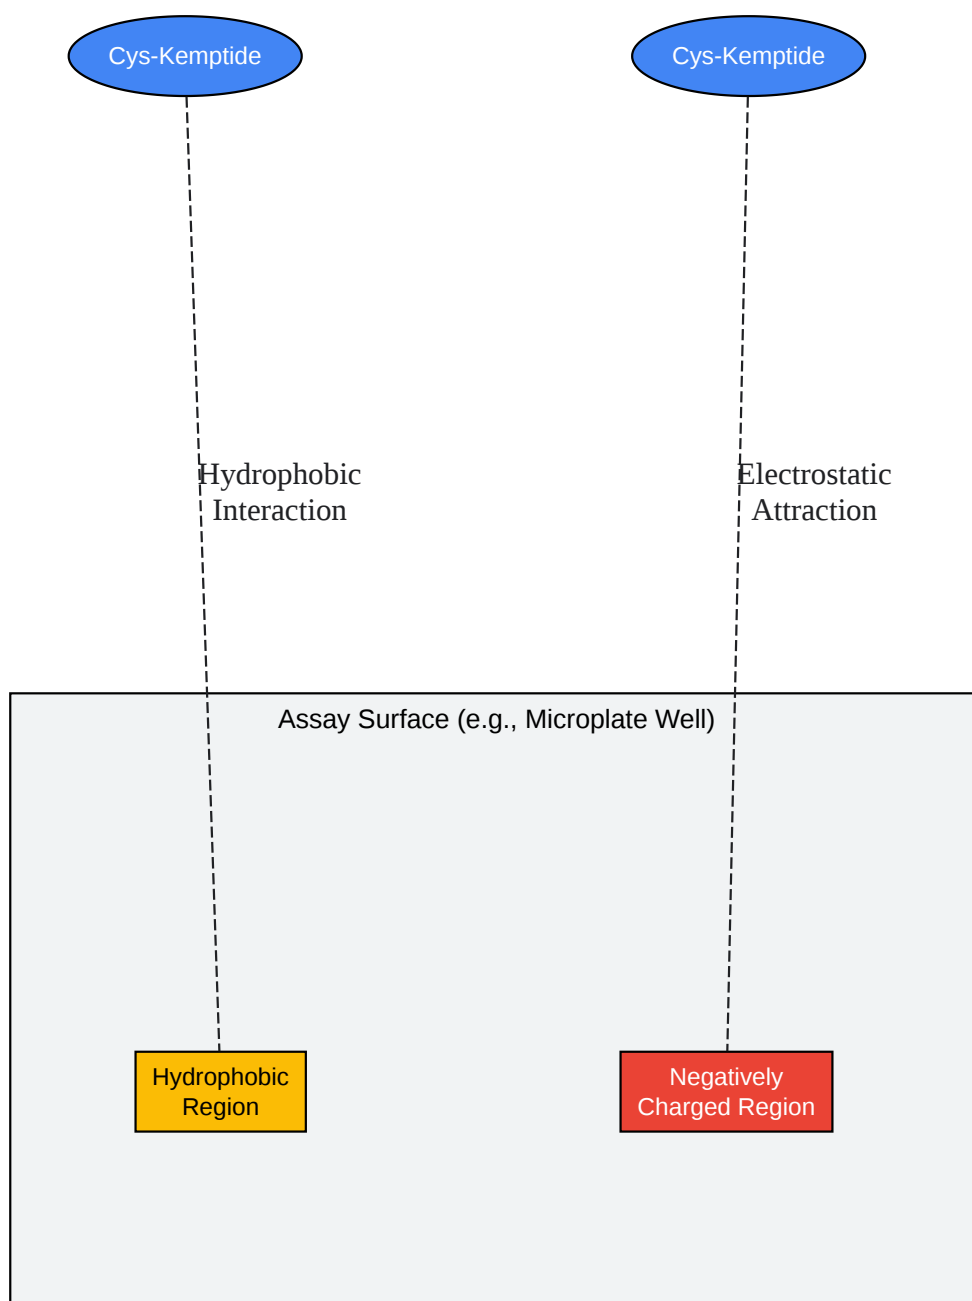 Cys-Kemptide
Cys-Kemptide
Hydrophobic
Interaction
Electrostatic
Attraction
Assay Surface (e.g., Microplate Well)
Hydrophobic
Region
Negatively
Charged Region